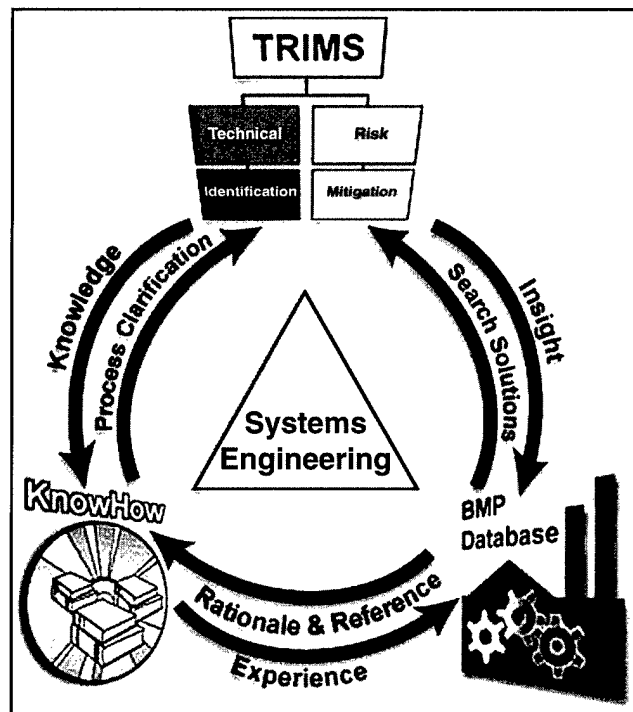 TRIMS
Technical
Risk
Identification
Mitigation
Knowledge
Process Clarification
Search Solutions
Insight
Systems
Engineering
KnowHow
BMP
Database
Rationale & Reference
Experience